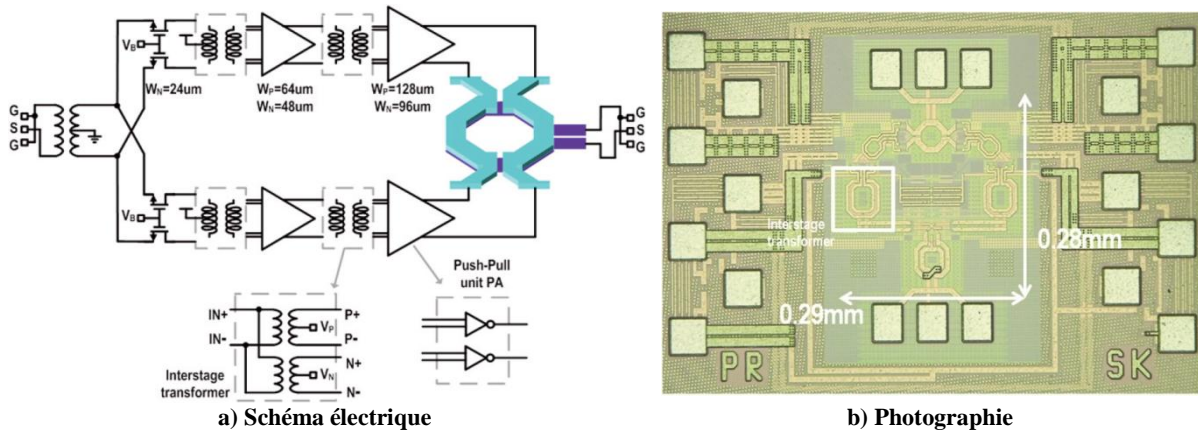 G
S
G
V_B
W_N=24um
W_P=64um
W_N=48um
W_P=128um
W_N=96um
G
S
G
V_B
IN+
IN-
P+
V_P
P-
N+
V_N
N-
Interstage
transformer
Push-Pull
unit PA
a) Schéma électrique
Interstage
transformer
0.28mm
0.29mm
PR
SK
b) Photographie